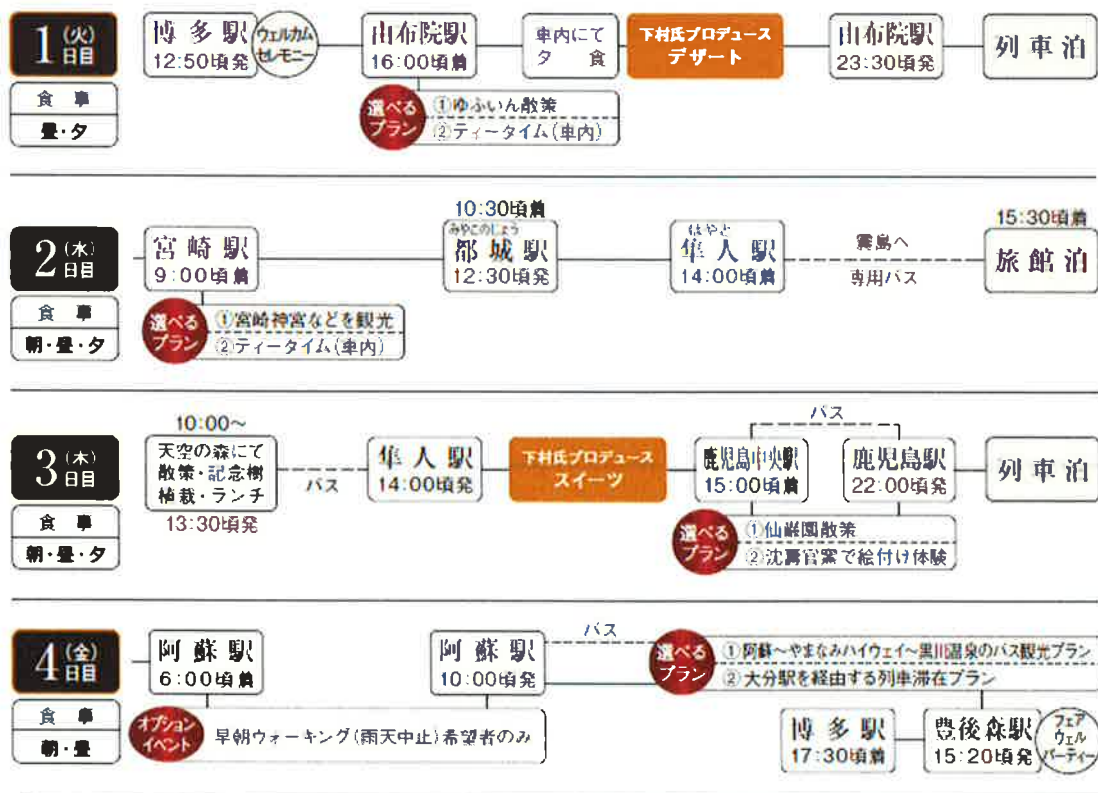 1 (火)
日目
食 事
昼・夕
博多駅
12:50頃発
ウェルカム
セレモニー
由布院駅
16:00頃着
選べる
プラン
①ゆふいん散策
②ティータイム(車内)
車内にて
夕 食
下村氏プロデュース
デザート
由布院駅
23:30頃発
列車泊
2 (水)
日目
食 事
朝・昼・夕
宮崎駅
9:00頃着
選べる
プラン
①宮崎神宮などを観光
②ティータイム(車内)
10:30頃着
みやこのじょう
都城駅
12:30頃発
はやと
隼人駅
14:00頃着
霧島へ
専用バス
15:30頃着
旅館泊
3 (木)
日目
食 事
朝・昼・夕
10:00〜
天空の森にて
散策・記念樹
植栽・ランチ
13:30頃発
バス
隼人駅
14:00頃発
下村氏プロデュース
スイーツ
鹿児島中央駅
15:00頃着
バス
鹿児島駅
22:00頃発
選べる
プラン
①仙巌園散策
②沈壽官窯で絵付け体験
列車泊
4 (金)
日目
食 事
朝・昼
阿蘇駅
6:00頃着
オプション
イベント
早朝ウォーキング(雨天中止)希望者のみ
阿蘇駅
10:00頃発
バス
選べる
プラン
①阿蘇〜やまなみハイウェイ〜黒川温泉のバス観光プラン
②大分駅を経由する列車滞在プラン
豊後森駅
15:20頃発
フェア
ウェル
パーティー
博多駅
17:30頃着